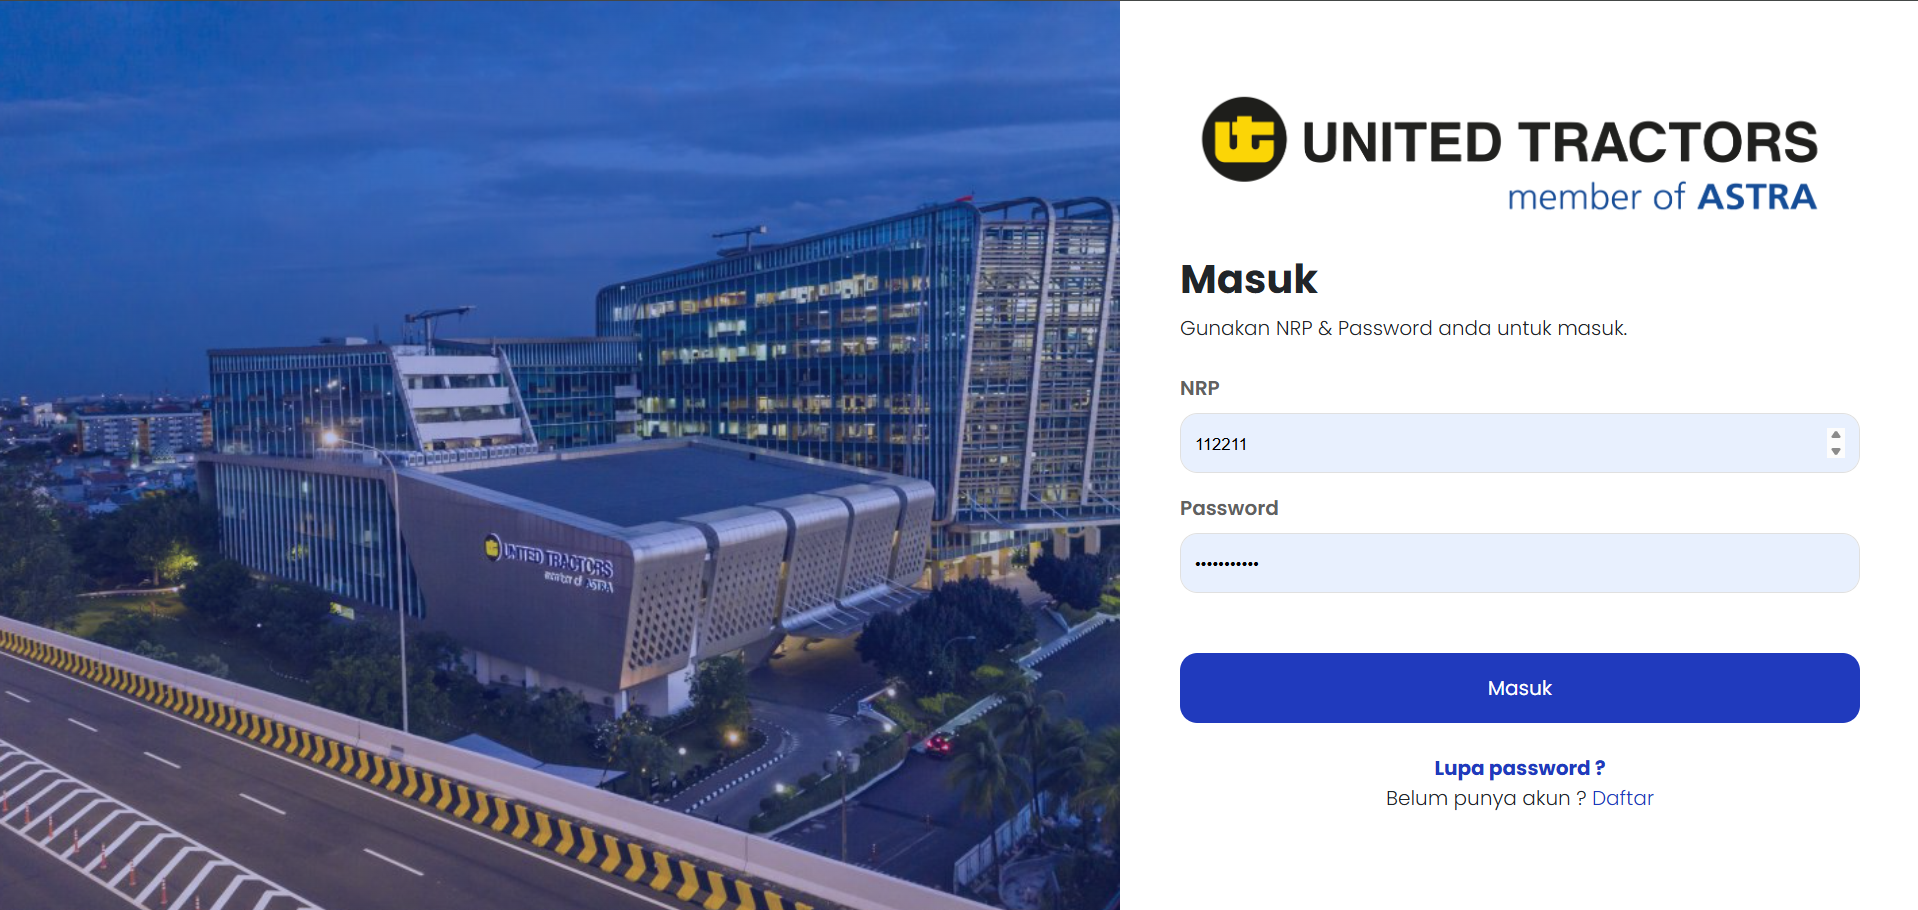 UNITED TRACTORS
member of ASTRA
UNITED TRACTORS
member of ASTRA
Masuk
Gunakan NRP & Password anda untuk masuk.
NRP
112211
Password
•••••••••••
Masuk
Lupa password ?
Belum punya akun ? Daftar